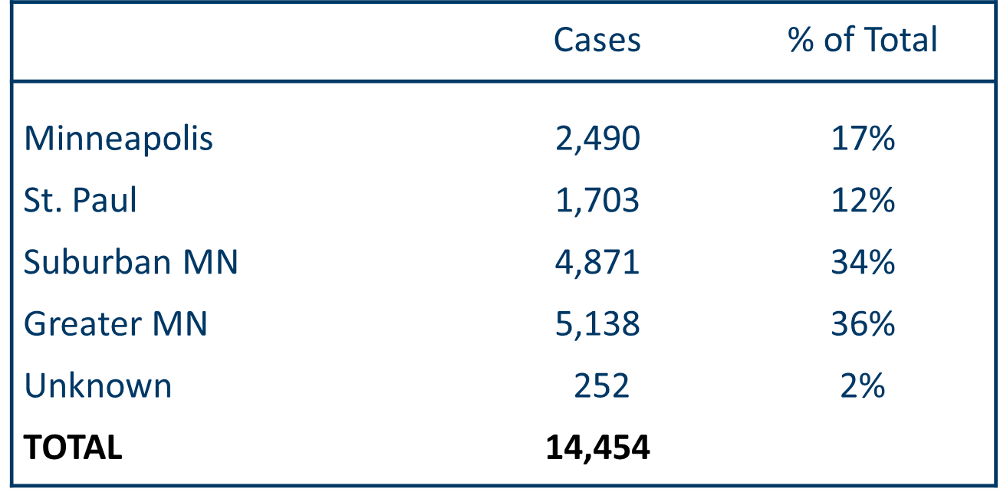 Cases % of Total
Minneapolis 2,490 17%
St. Paul 1,703 12%
Suburban MN 4,871 34%
Greater MN 5,138 36%
Unknown 252 2%
TOTAL 14,454